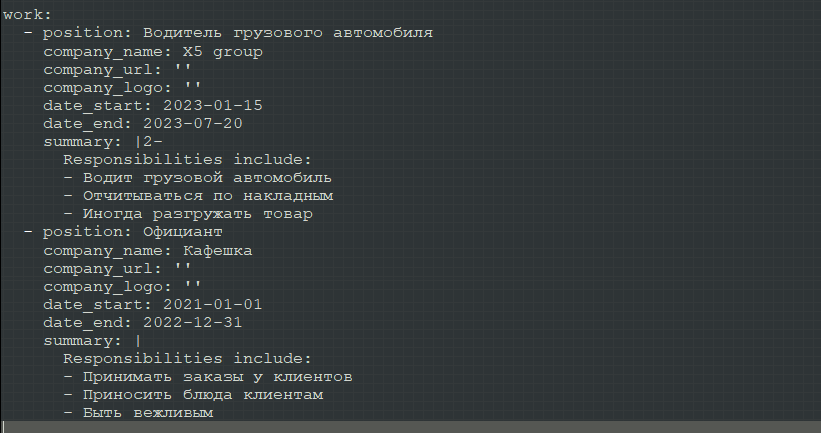 work:
  - position: Водитель грузового автомобиля
    company_name: X5 group
    company_url: ''
    company_logo: ''
    date_start: 2023-01-15
    date_end: 2023-07-20
    summary: |2-
      Responsibilities include:
      - Водит грузовой автомобиль
      - Отчитываться по накладным
      - Иногда разгружать товар
  - position: Официант
    company_name: Кафешка
    company_url: ''
    company_logo: ''
    date_start: 2021-01-01
    date_end: 2022-12-31
    summary: |
      Responsibilities include:
      - Принимать заказы у клиентов
      - Приносить блюда клиентам
      - Быть вежливым